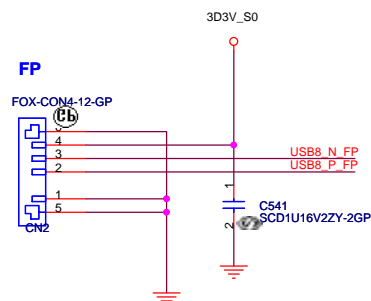 3D3V_S0
FP
FOX-CON4-12-GP
4
3
2
1
5
CN2
USB8_N_FP
USB8_P_FP
1
2
C541
SCD1U16V2ZY-2GP